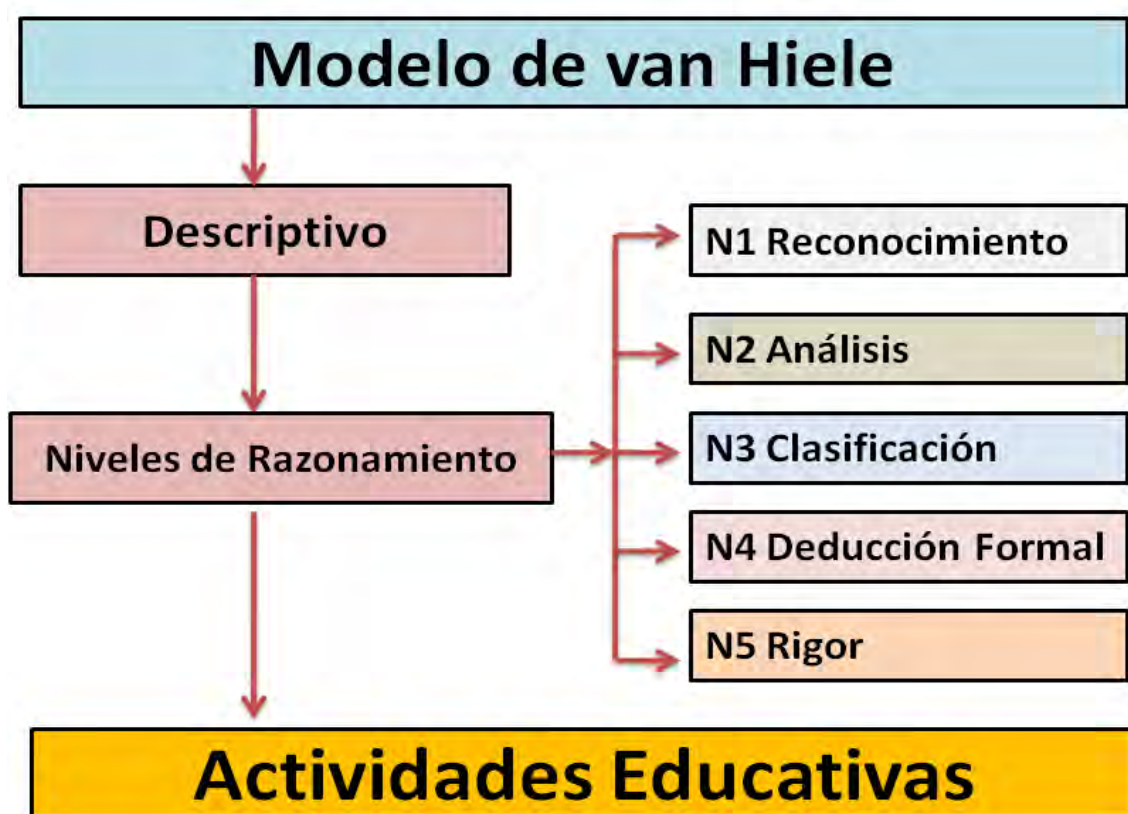 Modelo de van Hiele
Descriptivo
Niveles de Razonamiento
N1 Reconocimiento
N2 Análisis
N3 Clasificación
N4 Deducción Formal
N5 Rigor
Actividades Educativas